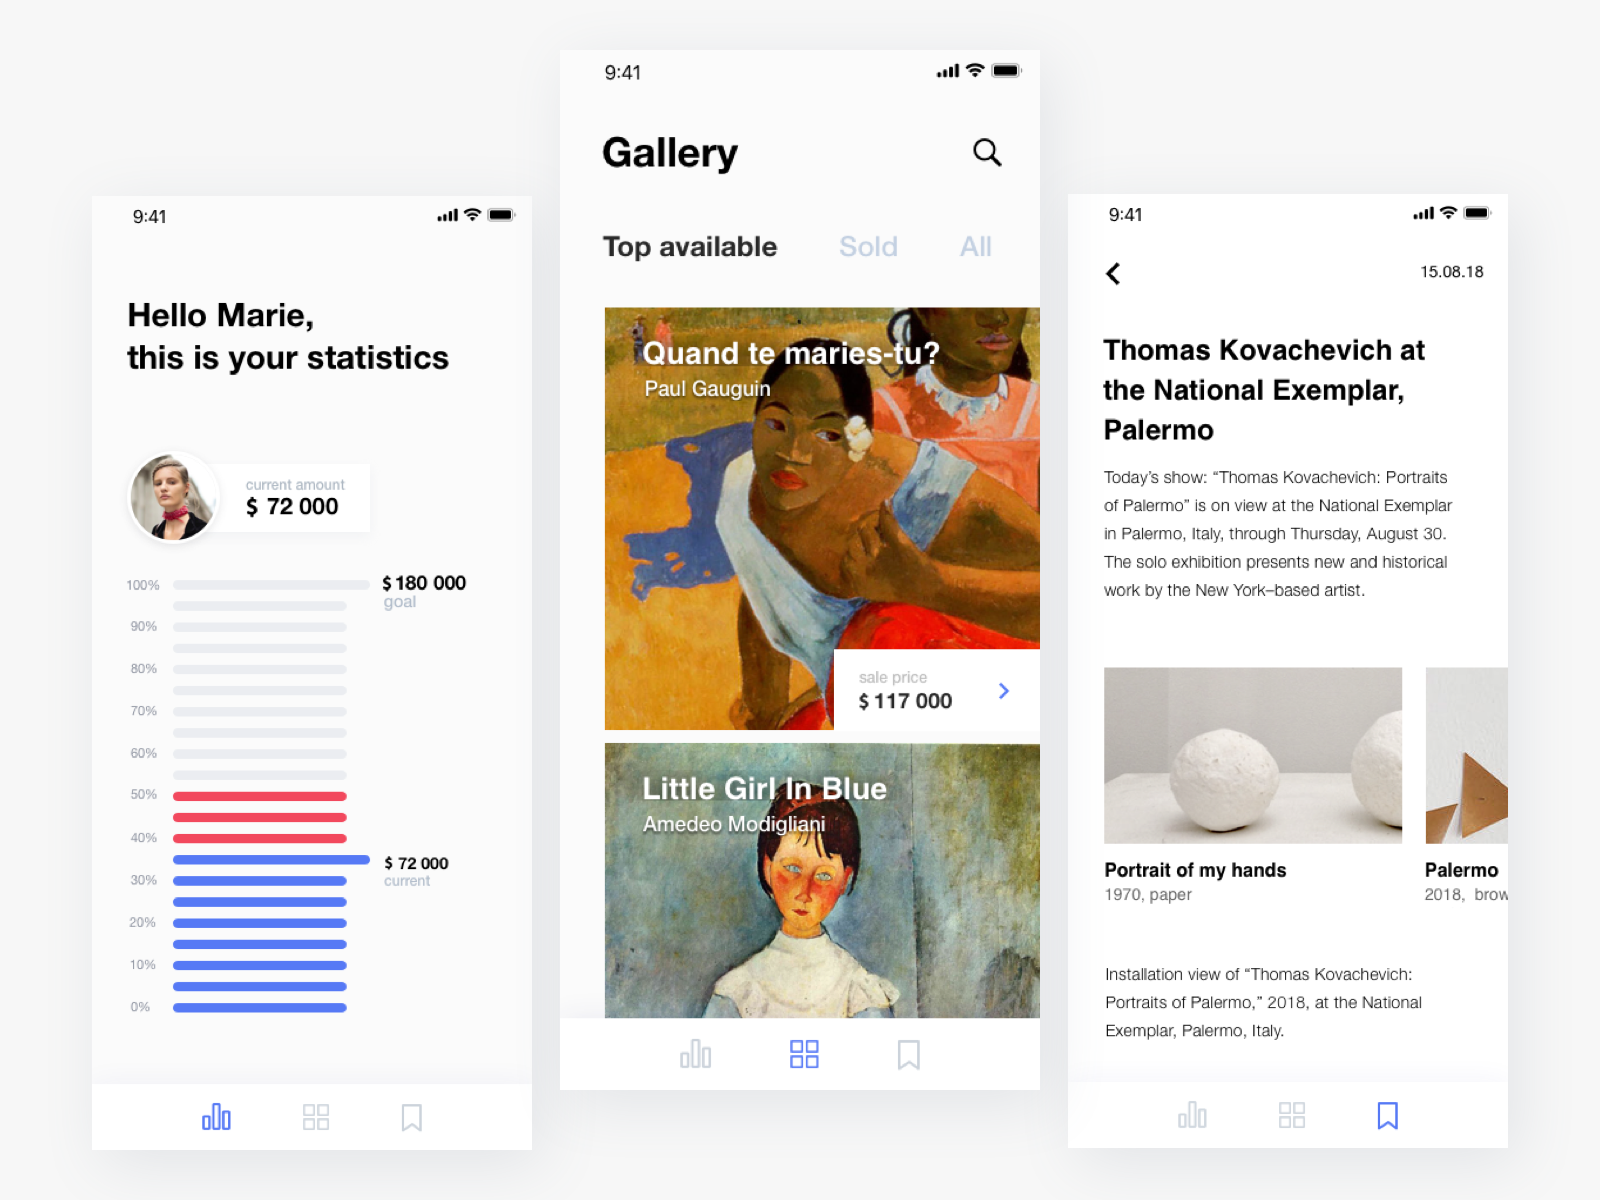 9:41
Hello Marie,
this is your statistics
current amount
$ 72 000
100%
$ 180 000
goal
90%
80%
70%
60%
50%
40%
$ 72 000
current
30%
20%
10%
0%
9:41
Gallery
Top available
Sold
All
Quand te maries-tu?
Paul Gauguin
sale price
$ 117 000
Little Girl In Blue
Amedeo Modigliani
9:41
15.08.18
Thomas Kovachevich at
the National Exemplar,
Palermo
Today’s show: “Thomas Kovachevich: Portraits
of Palermo” is on view at the National Exemplar
in Palermo, Italy, through Thursday, August 30.
The solo exhibition presents new and historical
work by the New York–based artist.
Portrait of my hands
1970, paper
Palermo
2018, brow
Installation view of “Thomas Kovachevich:
Portraits of Palermo,” 2018, at the National
Exemplar, Palermo, Italy.